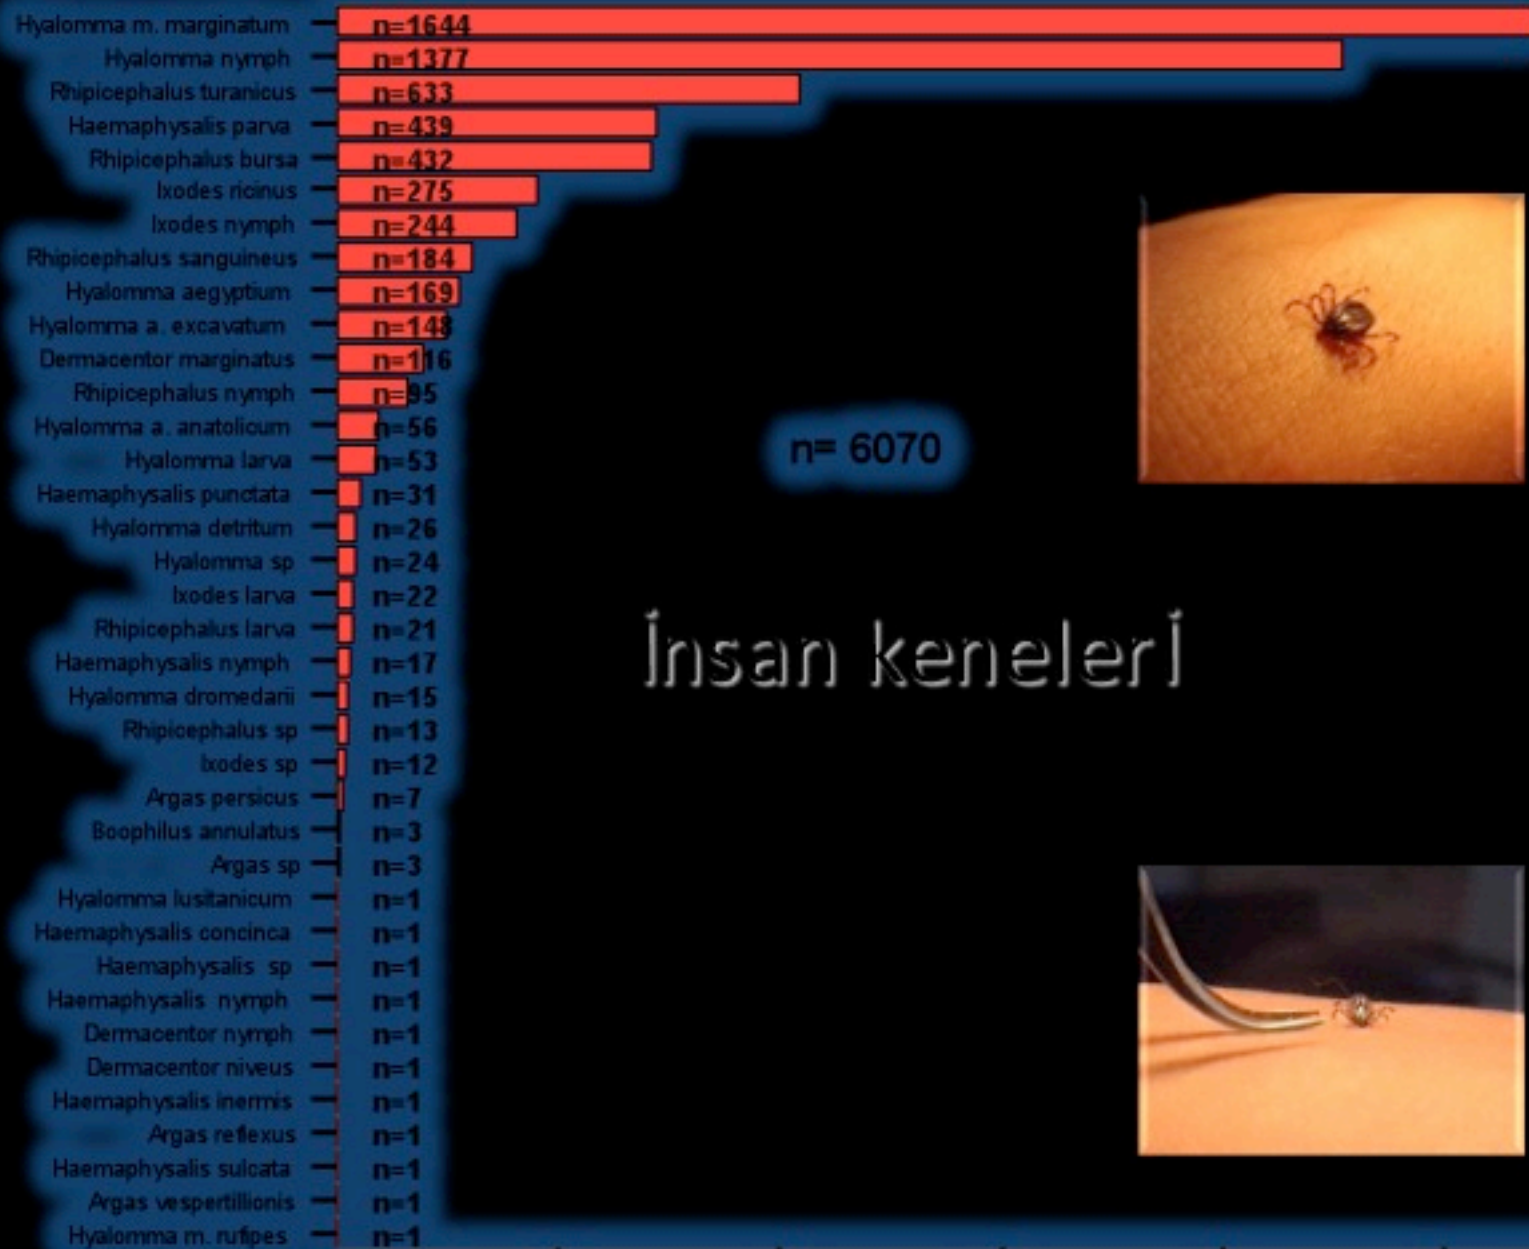 Hyalomma m. marginatum n=1644
Hyalomma nymph n=1377
Rhipicephalus turanicus n=633
Haemaphysalis parva n=439
Rhipicephalus bursa n=432
Ixodes ricinus n=275
Ixodes nymph n=244
Rhipicephalus sanguineus n=184
Hyalomma aegyptium n=169
Hyalomma a. excavatum n=148
Dermacentor marginatus n=116
Rhipicephalus nymph n=95
Hyalomma a. anatolicum n=56
Hyalomma larva n=53
n= 6070
Haemaphysalis punctata n=31
Hyalomma detritum n=26
Hyalomma sp n=24
Ixodes larva n=22
Rhipicephalus larva n=21
İnsan kenelerİ
Haemaphysalis nymph n=17
Hyalomma dromedarii n=15
Rhipicephalus sp n=13
Ixodes sp n=12
Argas persicus n=7
Boophilus annulatus n=3
Argas sp n=3
Hyalomma lusitanicum n=1
Haemaphysalis concinca n=1
Haemaphysalis sp n=1
Haemaphysalis nymph n=1
Dermacentor nymph n=1
Dermacentor niveus n=1
Haemaphysalis inermis n=1
Argas reflexus n=1
Haemaphysalis sulcata n=1
Argas vespertillionis n=1
Hyalomma m. rufipes n=1